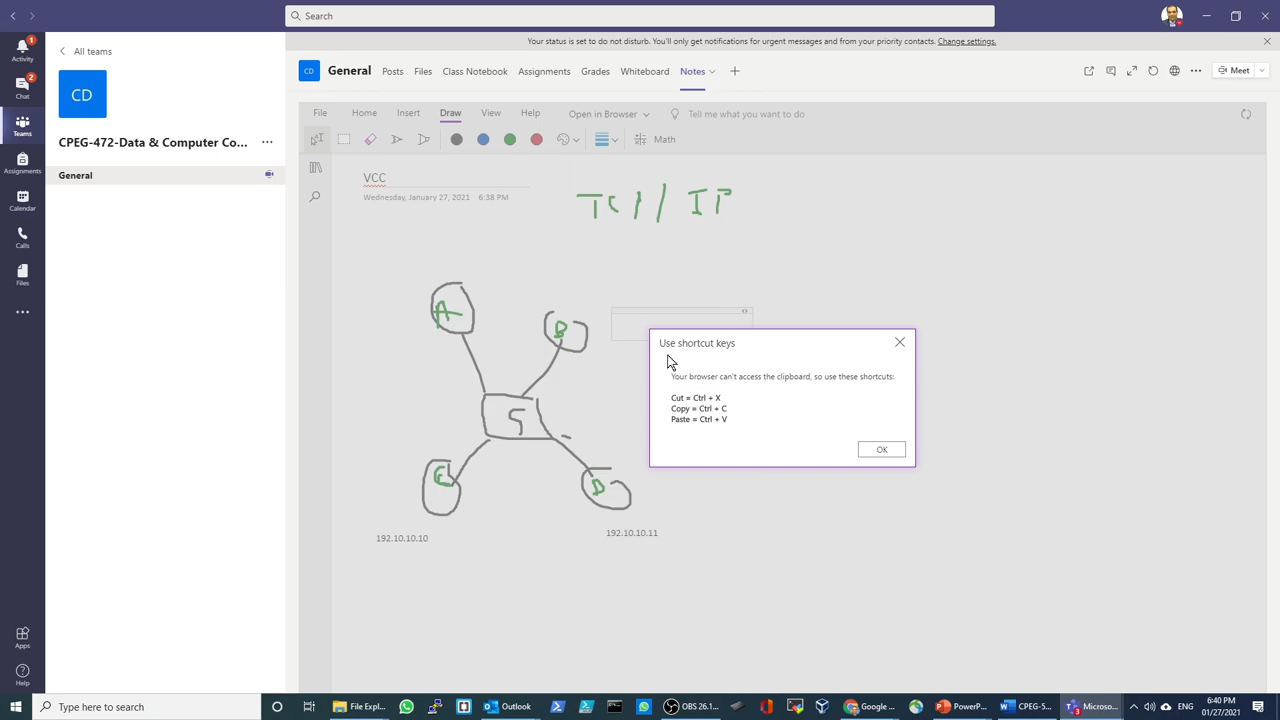 Search
Your status is set to do not disturb. You'll only get notifications for urgent messages and from your priority contacts. Change settings.
Activity
1
Chat
2
Teams
Assignments
Calendar
Calls
Files
Apps
Help
All teams
CD
CPEG-472-Data & Computer Co...
General
CD
General
Posts
Files
Class Notebook
Assignments
Grades
Whiteboard
Notes
Meet
File
Home
Insert
Draw
View
Help
Open in Browser
Tell me what you want to do
Math
VCC
Wednesday, January 27, 2021
6:38 PM
TCP/IP
A
B
S
C
D
192.10.10.10
192.10.10.11
Use shortcut keys
Your browser can't access the clipboard, so use these shortcuts:
Cut = Ctrl + X
Copy = Ctrl + C
Paste = Ctrl + V
OK
Type here to search
File Expl...
Outlook
OBS 26.1...
Google ...
PowerP...
CPEG-5...
Micros...
6:40 PM
01/27/2021